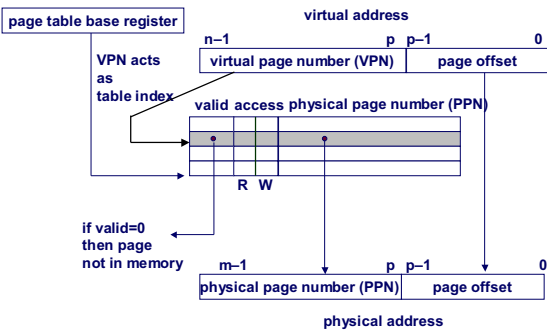 virtual address
page table base register
n–1 p p–1 0
VPN acts
as
table index
virtual page number (VPN) page offset
valid access physical page number (PPN)
R W
if valid=0
then page
not in memory
m–1 p p–1 0
physical page number (PPN) page offset
physical address